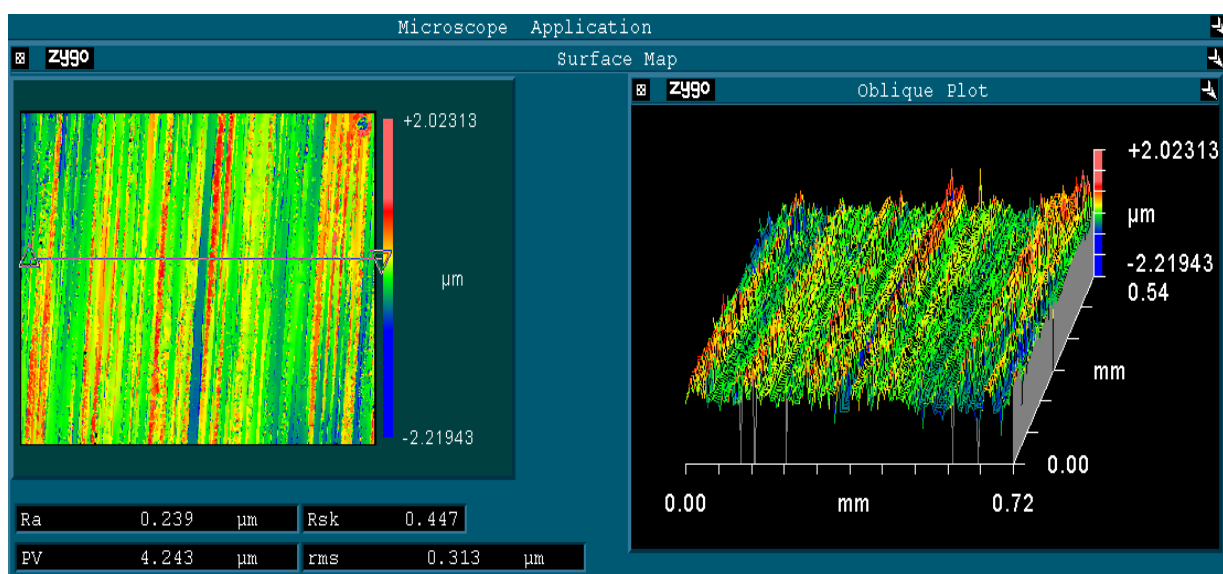 Microscope Application
zygo Surface Map
zygo Oblique Plot
+2.02313
µm
-2.21943
+2.02313
µm
-2.21943
0.54
mm
0.00
0.00 mm 0.72
Ra 0.239 µm Rsk 0.447
PV 4.243 µm rms 0.313 µm